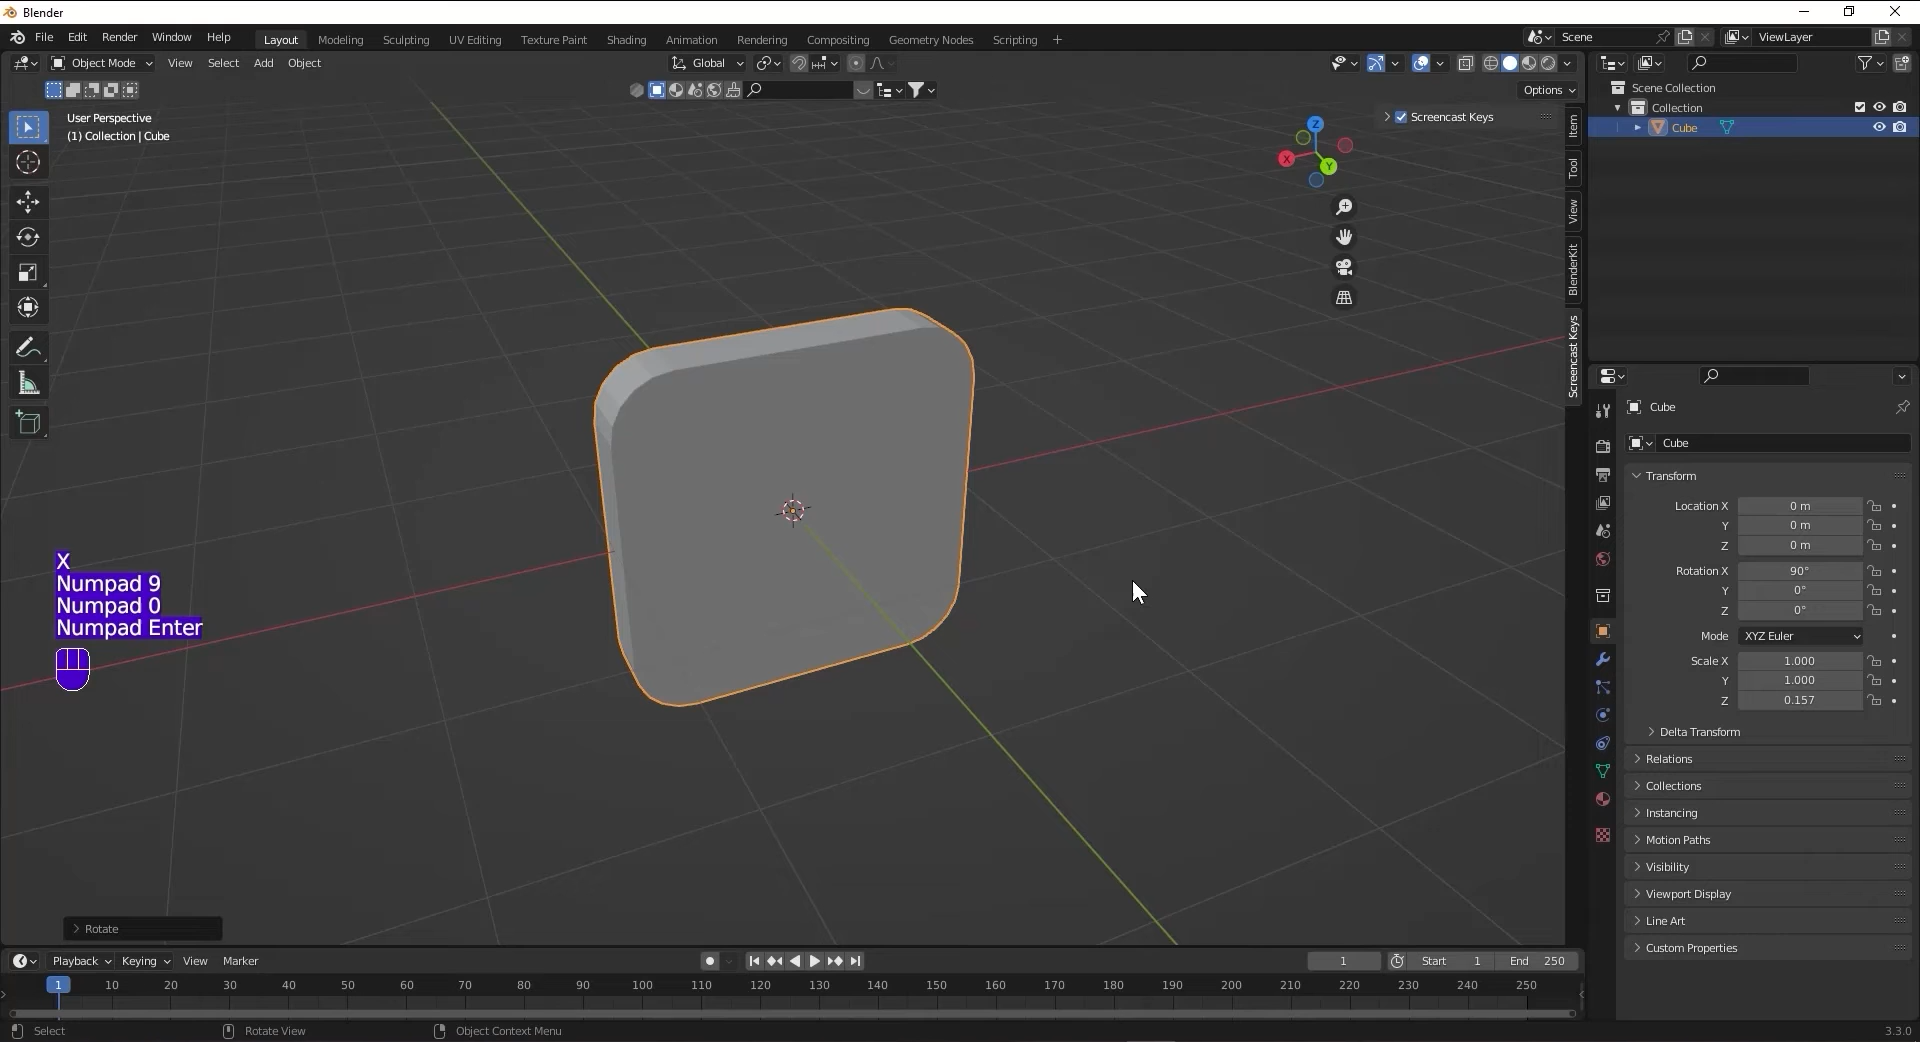 Blender
File Edit Render Window Help
Layout Modeling Sculpting UV Editing Texture Paint Shading Animation Rendering Compositing Geometry Nodes Scripting +
Scene
ViewLayer
Object Mode View Select Add Object
Global
Options
User Perspective
(1) Collection | Cube
Z
X
Y
Screencast Keys
Item
Tool
View
BlenderKit
Screencast Keys
Scene Collection
Collection
Cube
Cube
Cube
Transform
Location X 0 m
Y 0 m
Z 0 m
Rotation X 90°
Y 0°
Z 0°
Mode XYZ Euler
Scale X 1.000
Y 1.000
Z 0.157
Delta Transform
Relations
Collections
Instancing
Motion Paths
Visibility
Viewport Display
Line Art
Custom Properties
X
Numpad 9
Numpad 0
Numpad Enter
Rotate
Playback Keying View Marker
1
Start 1 End 250
1 10 20 30 40 50 60 70 80 90 100 110 120 130 140 150 160 170 180 190 200 210 220 230 240 250
Select Rotate View Object Context Menu
3.3.0